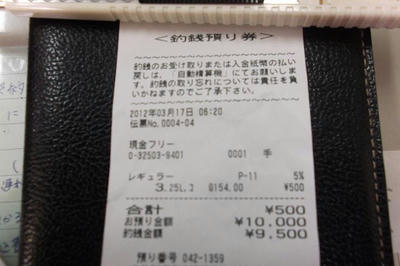 ＜釣銭預り券＞
釣銭のお受け取りまたは入金紙幣の払い
戻しは、「自動精算機」にてお願いしま
す。釣銭の取り忘れについては責任を負
いかねますのでご了承下さい。
2012年03月17日 06:20
伝票No.0004-04
現金フリー
0-32503-9401 0001 手
レギュラー P-11 5%
3.25L3 @154.00 ¥500
合計 ¥500
お預り金額 ¥10,000
釣銭金額 ¥9,500
預り番号 042-1359